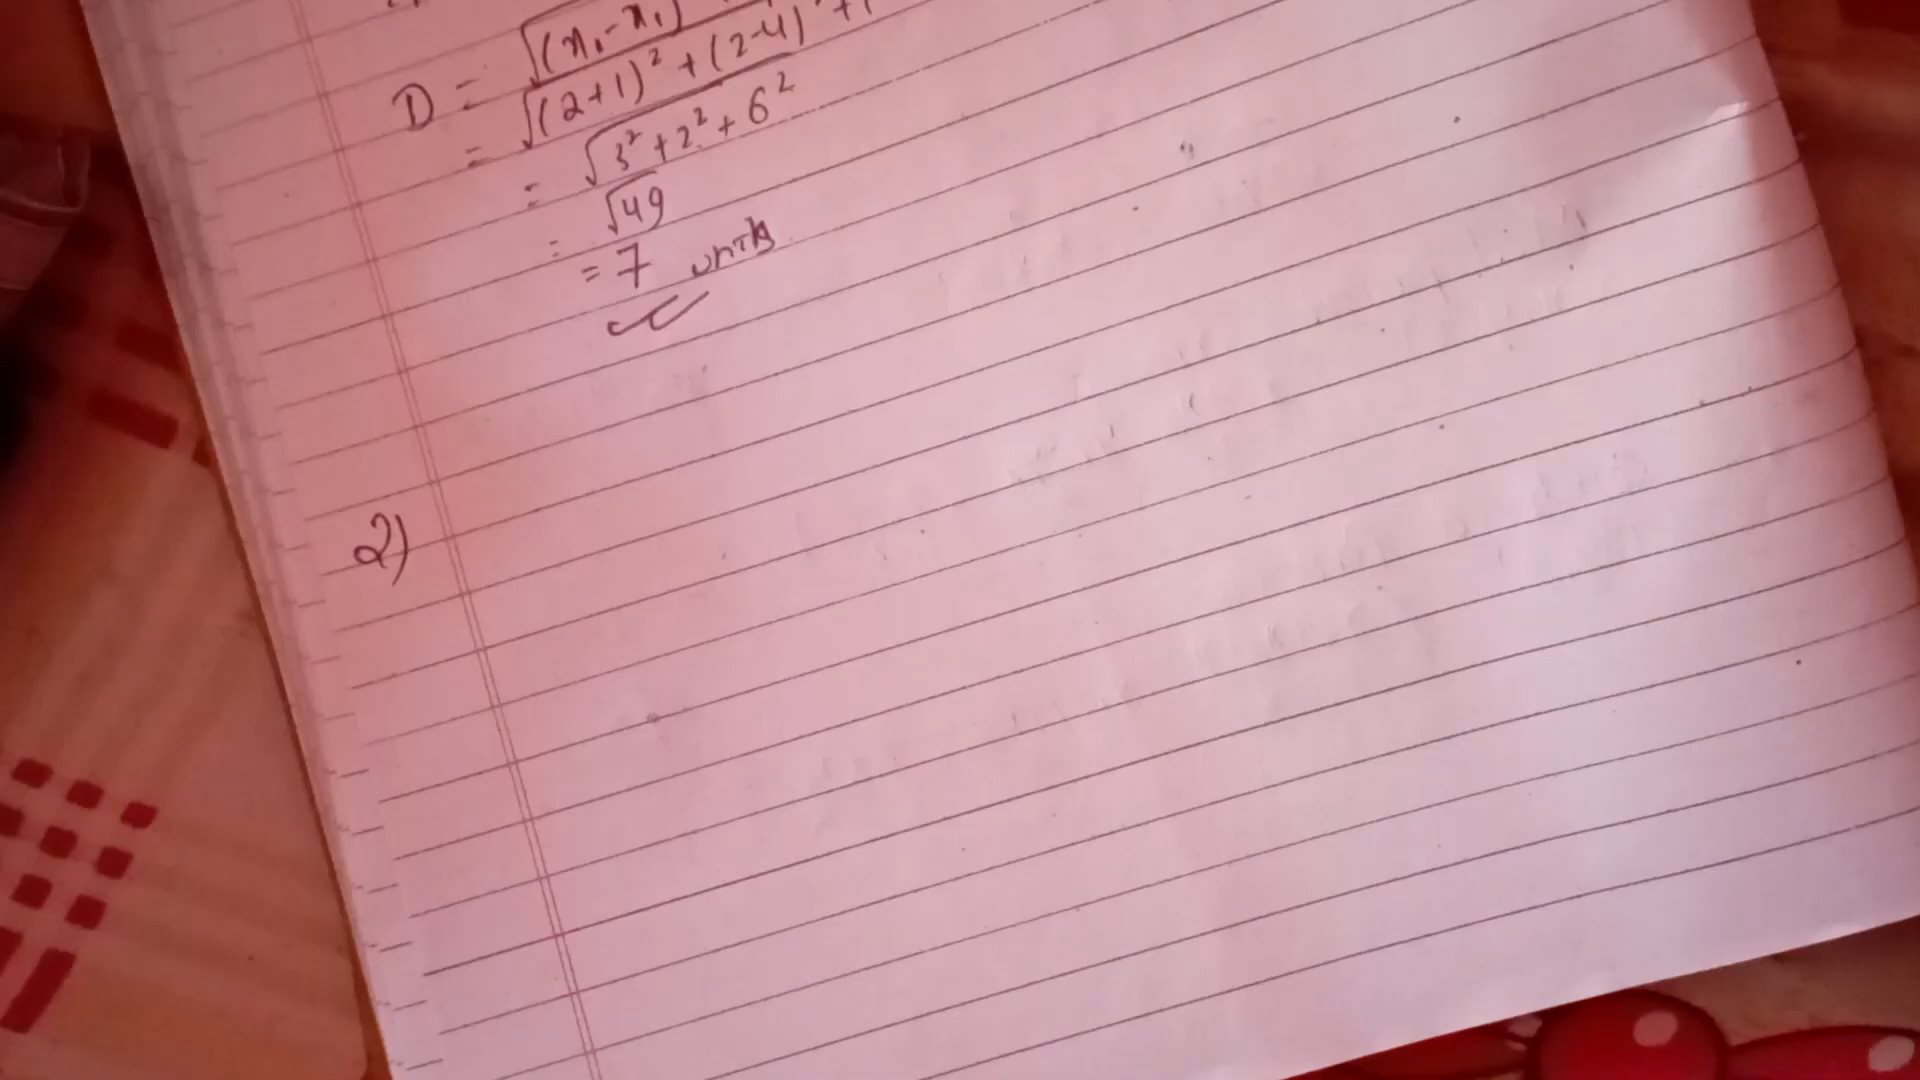 D = √(x₁-x₁)
= √(2+1)² + (2-4)² +
= √3² + 2² + 6²
= √49
= 7 units
2)